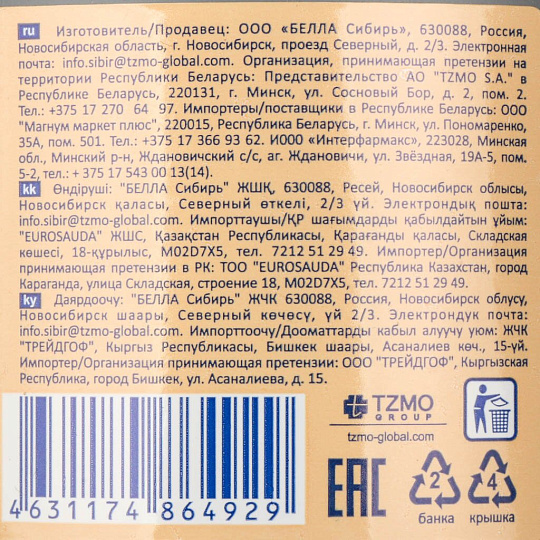 ru Изготовитель/Продавец: ООО «БЕЛЛА Сибирь», 630088, Россия,
Новосибирская область, г. Новосибирск, проезд Северный, д. 2/3. Электронная
почта: info.sibir@tzmo-global.com. Организация, принимающая претензии на
территории Республики Беларусь: Представительство АО "TZMO S.A." в
Республике Беларусь, 220131, г. Минск, ул. Сосновый Бор, д. 2, пом. 2.
Тел.: +375 17 270 64 97. Импортеры/поставщики в Республику Беларусь: ООО
"Магнум маркет плюс", 220015, Республика Беларусь, г. Минск, ул. Пономаренко,
35А, пом. 501. Тел: +375 17 366 93 62. ИООО «Интерфармакс», 223028, Минская
обл., Минский р-н, Ждановичский с/с, аг. Ждановичи, ул. Звёздная, 19А-5, пом.
5-2, тел.: + 375 17 543 00 13(14).
kk Өндіруші: "БЕЛЛА Сибирь" ЖШҚ, 630088, Ресей, Новосибирск облысы,
Новосибирск қаласы, Северный өткелі, 2/3 үй. Электрондық пошта:
info.sibir@tzmo-global.com. Импорттаушы/ҚР шағымдарды қабылдайтын ұйым:
"EUROSAUDA" ЖШС, Қазақстан Республикасы, Қарағанды қаласы, Складская
көшесі, 18-құрылыс, M02D7X5, тел. 7212 51 29 49. Импортер/Организация
принимающая претензии в РК: ТОО "EUROSAUDA" Республика Казахстан, город
Караганда, улица Складская, строение 18, M02D7X5, тел. 7212 51 29 49.
ky Даярдоочу: "БЕЛЛА Сибирь" ЖЧК 630088, Россия, Новосибирск облусу,
Новосибирск шаары, Северный көчөсү, үй 2/3. Электрондук почта:
info.sibir@tzmo-global.com. Импорттоочу/Дооматтарды кабыл алуучу уюм: ЖЧК
"ТРЕЙДГОФ", Кыргыз Республикасы, Бишкек шаары, Асаналиев көч., 15-үй.
Импортер/Организация принимающая претензии: ООО "ТРЕЙДГОФ", Кыргызская
Республика, город Бишкек, ул. Асаналиева, д. 15.
TZMO
GROUP
tzmo-global.com
4 631174 864929
EAC
2
банка
4
крышка